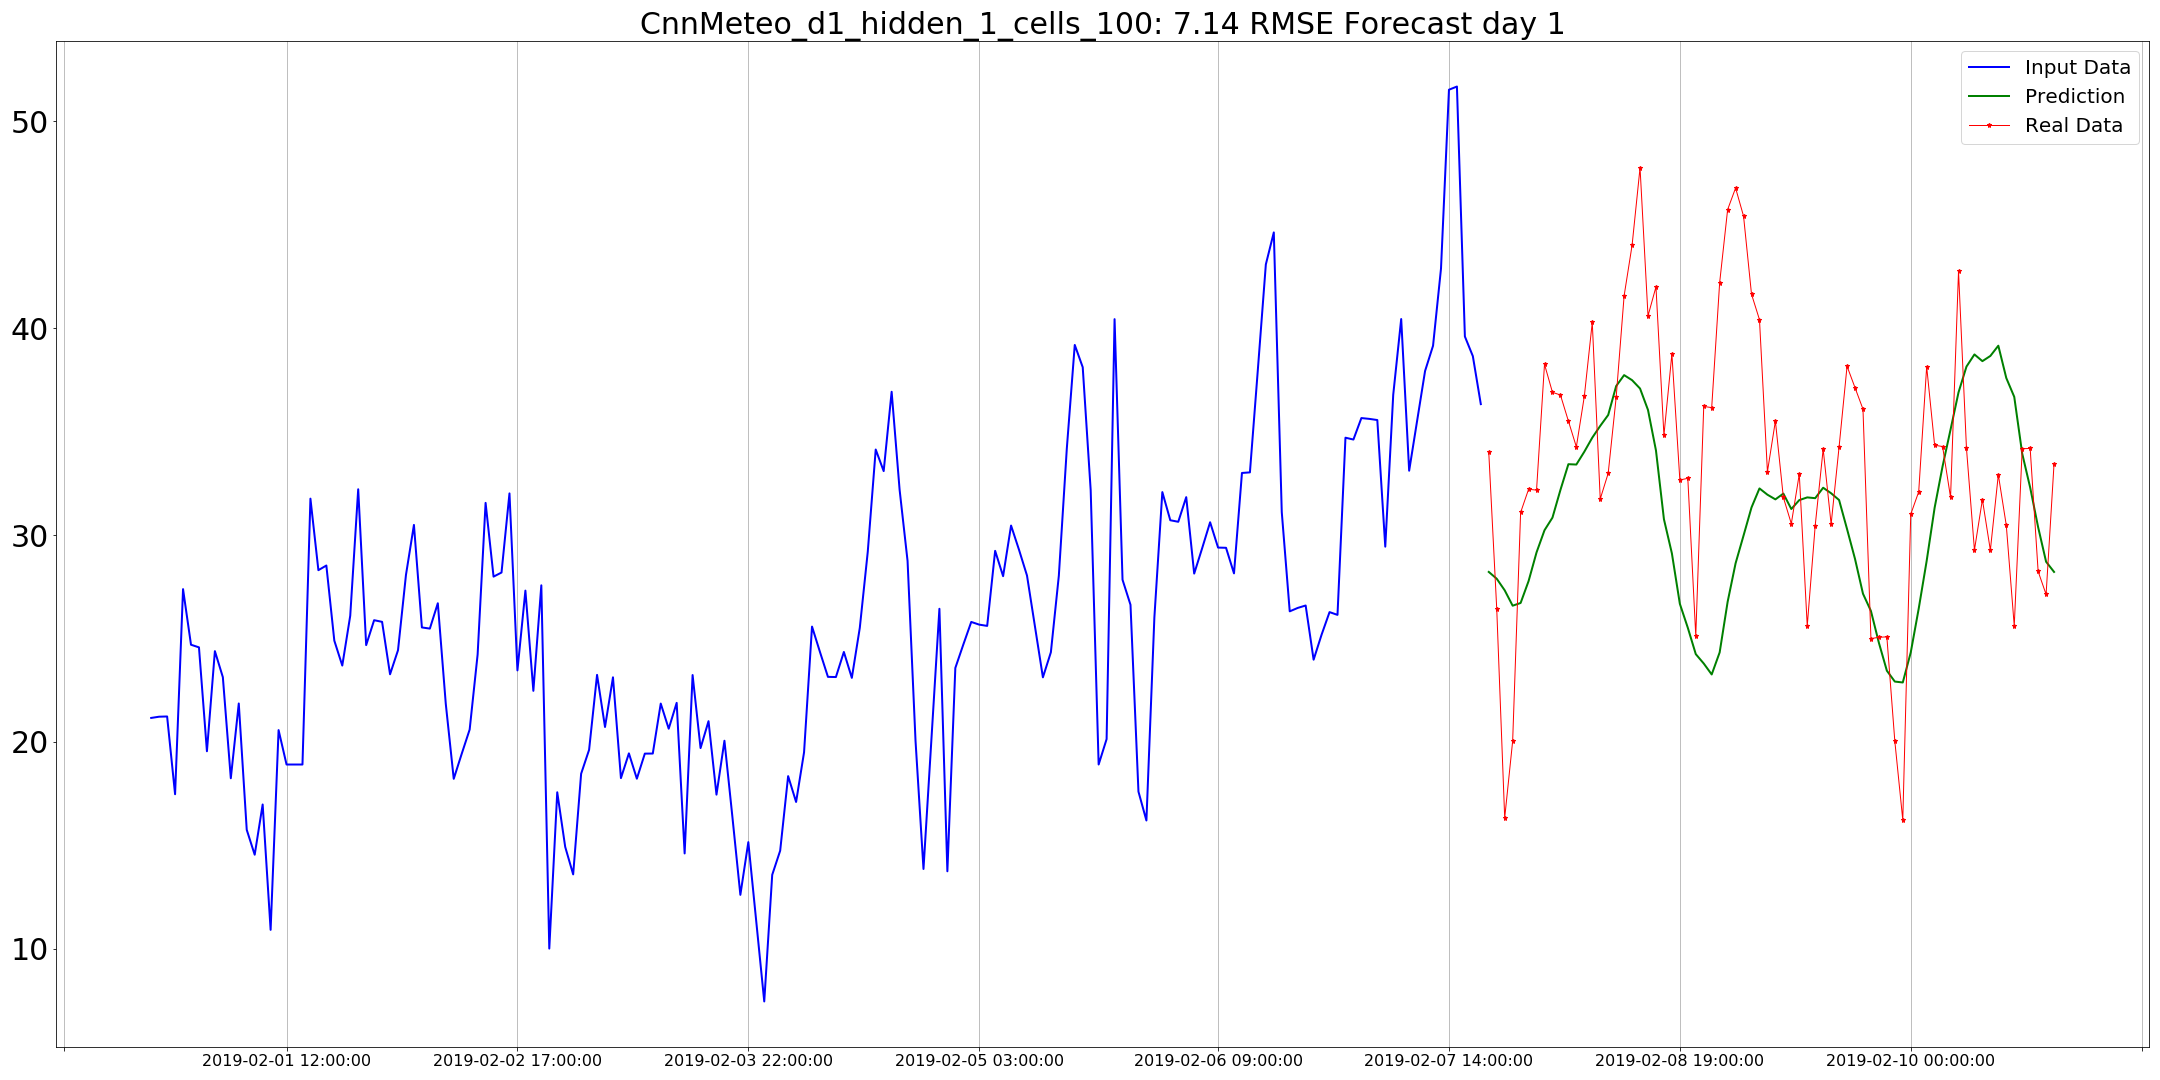 CnnMeteo_d1_hidden_1_cells_100: 7.14 RMSE Forecast day 1
Input Data
Prediction
Real Data
50
40
30
20
10
2019-02-01 12:00:00 2019-02-02 17:00:00 2019-02-03 22:00:00 2019-02-05 03:00:00 2019-02-06 09:00:00 2019-02-07 14:00:00 2019-02-08 19:00:00 2019-02-10 00:00:00